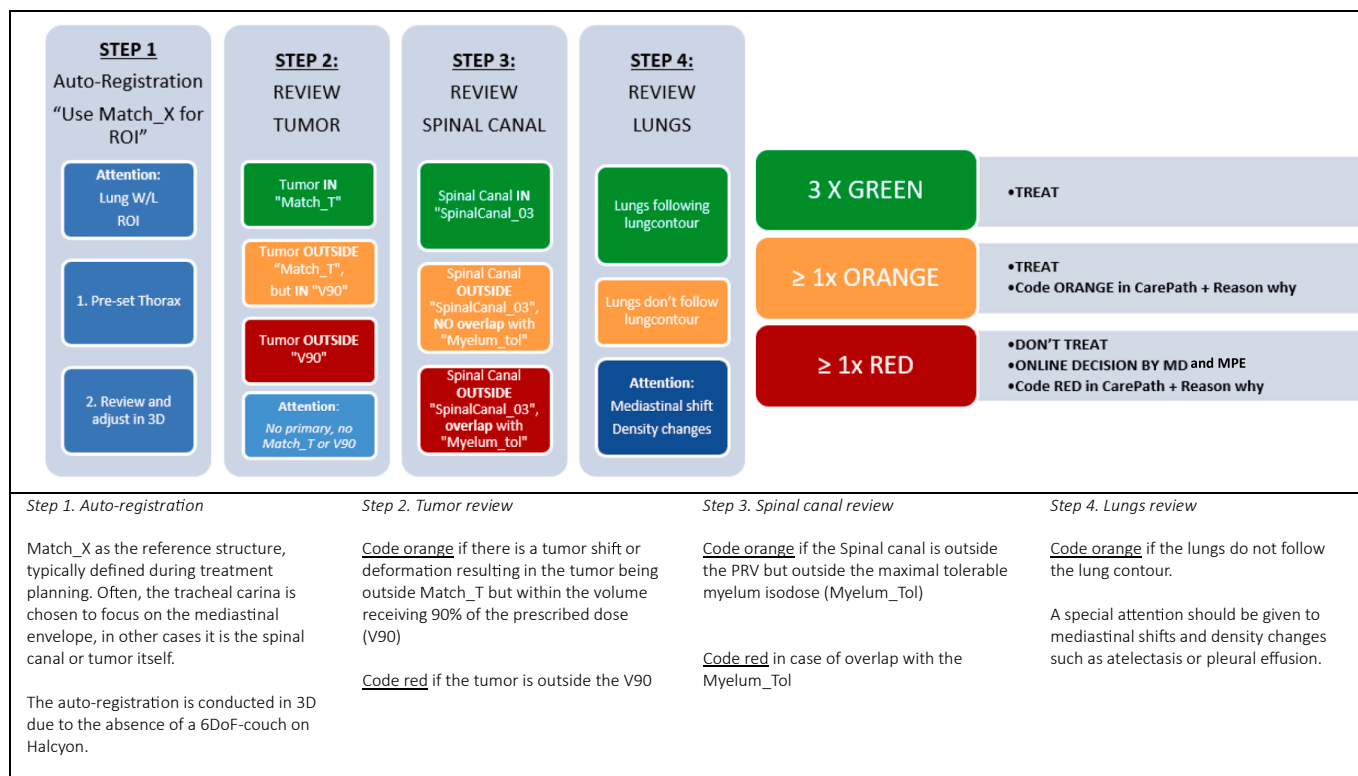 STEP 1
Auto-Registration
“Use Match_X for
ROI”
Attention:
Lung W/L
ROI
1. Pre-set Thorax
2. Review and
adjust in 3D
STEP 2:
REVIEW
TUMOR
Tumor IN
"Match_T"
Tumor OUTSIDE
“Match_T”,
but IN "V90"
Tumor OUTSIDE
"V90"
Attention:
No primary, no
Match_T or V90
STEP 3:
REVIEW
SPINAL CANAL
Spinal Canal IN
"SpinalCanal_03
Spinal Canal
OUTSIDE
"SpinalCanal_03",
NO overlap with
"Myelum_tol"
Spinal Canal
OUTSIDE
"SpinalCanal_03",
overlap with
"Myelum_tol"
STEP 4:
REVIEW
LUNGS
Lungs following
lungcontour
Lungs don’t follow
lungcontour
Attention:
Mediastinal shift
Density changes
3 X GREEN
•TREAT
≥ 1x ORANGE
•TREAT
•Code ORANGE in CarePath + Reason why
≥ 1x RED
•DON’T TREAT
•ONLINE DECISION BY MD and MPE
•Code RED in CarePath + Reason why
Step 1. Auto-registration
Match_X as the reference structure,
typically defined during treatment
planning. Often, the tracheal carina is
chosen to focus on the mediastinal
envelope, in other cases it is the spinal
canal or tumor itself.
The auto-registration is conducted in 3D
due to the absence of a 6DoF-couch on
Halcyon.
Step 2. Tumor review
Code orange if there is a tumor shift or
deformation resulting in the tumor being
outside Match_T but within the volume
receiving 90% of the prescribed dose
(V90)
Code red if the tumor is outside the V90
Step 3. Spinal canal review
Code orange if the Spinal canal is outside
the PRV but outside the maximal tolerable
myelum isodose (Myelum_Tol)
Code red in case of overlap with the
Myelum_Tol
Step 4. Lungs review
Code orange if the lungs do not follow
the lung contour.
A special attention should be given to
mediastinal shifts and density changes
such as atelectasis or pleural effusion.